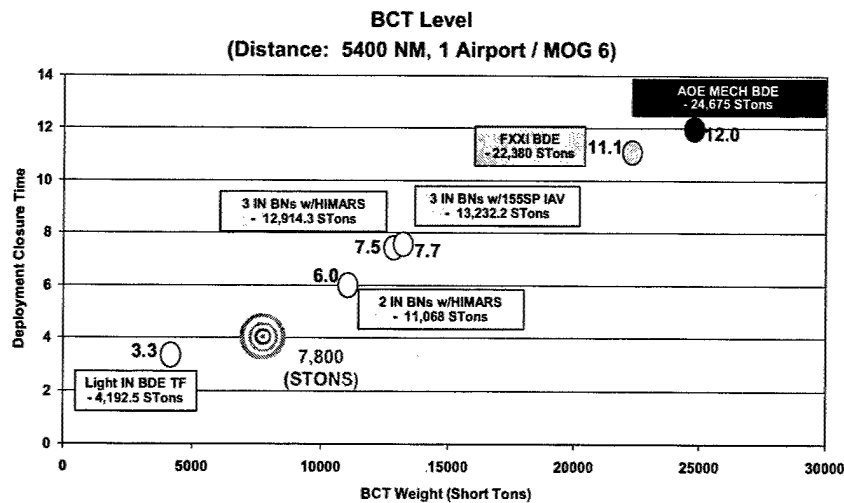 BCT Level
(Distance: 5400 NM, 1 Airport / MOG 6)
14
12
10
8
6
4
2
0
Deployment Closure Time
AOE MECH BDE
- 24,675 STons
12.0
FXXI BDE
- 22,380 STons
11.1
3 IN BNs w/HIMARS
- 12,914.3 STons
3 IN BNs w/155SP IAV
- 13,232.2 STons
7.5
7.7
6.0
2 IN BNs w/HIMARS
- 11,068 STons
3.3
7,800
(STONS)
Light IN BDE TF
- 4,192.5 STons
0
5000
10000
15000
20000
25000
30000
BCT Weight (Short Tons)